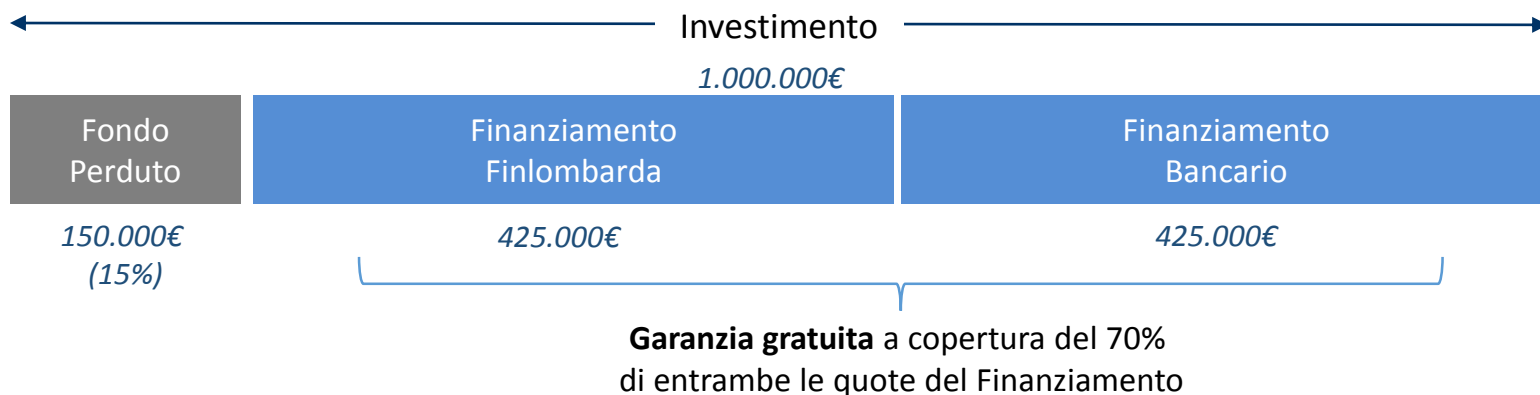 Investimento
1.000.000€
Fondo
Perduto
Finanziamento
Finlombarda
Finanziamento
Bancario
150.000€
(15%)
425.000€
425.000€
Garanzia gratuita a copertura del 70%
di entrambe le quote del Finanziamento